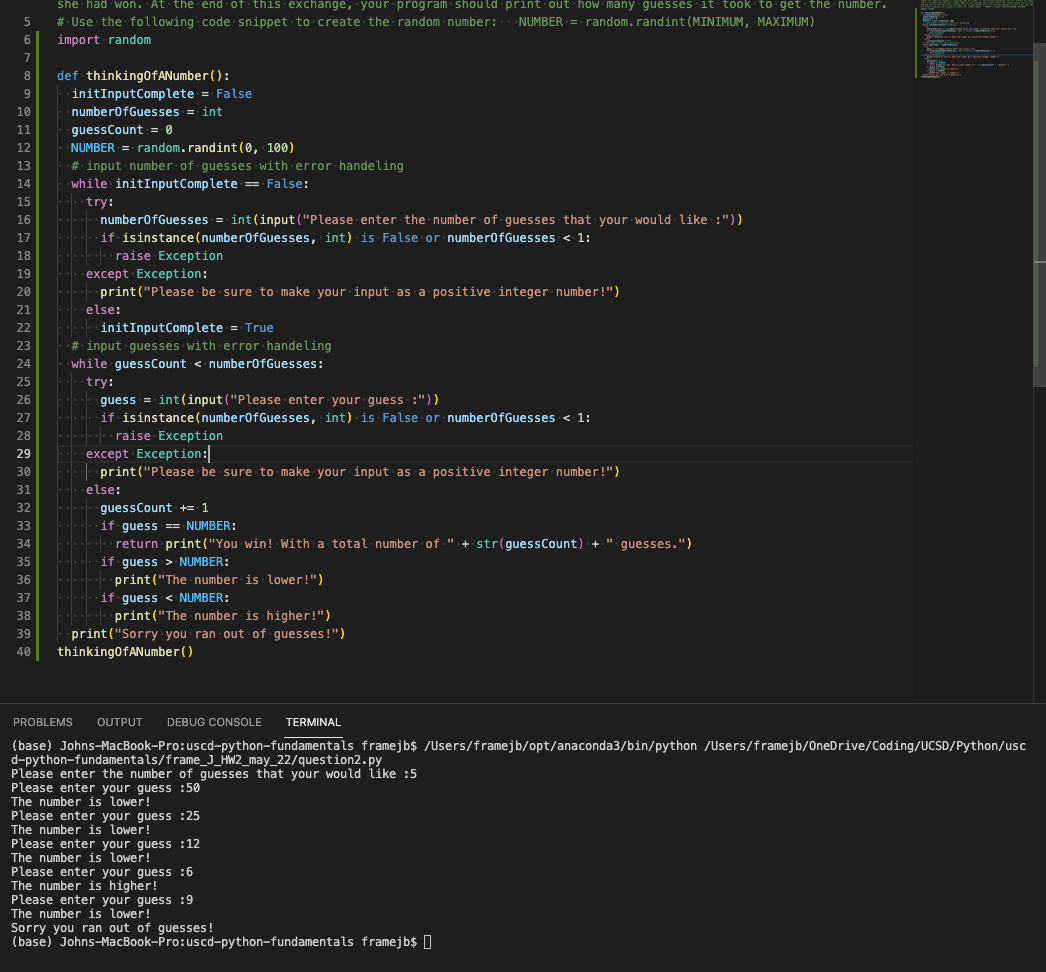 she had won. At the end of this exchange, your program should print out how many guesses it took to get the number.
5 # Use the following code snippet to create the random number:   NUMBER = random.randint(MINIMUM, MAXIMUM)
6 import random
7
8 def thinkingOfANumber():
9   initInputComplete = False
10   numberOfGuesses = int
11   guessCount = 0
12   NUMBER = random.randint(0, 100)
13   # input number of guesses with error handeling
14   while initInputComplete == False:
15     try:
16       numberOfGuesses = int(input("Please enter the number of guesses that your would like :"))
17       if isinstance(numberOfGuesses, int) is False or numberOfGuesses < 1:
18         raise Exception
19     except Exception:
20       print("Please be sure to make your input as a positive integer number!")
21     else:
22       initInputComplete = True
23   # input guesses with error handeling
24   while guessCount < numberOfGuesses:
25     try:
26       guess = int(input("Please enter your guess :"))
27       if isinstance(numberOfGuesses, int) is False or numberOfGuesses < 1:
28         raise Exception
29     except Exception:
30       print("Please be sure to make your input as a positive integer number!")
31     else:
32       guessCount += 1
33       if guess == NUMBER:
34         return print("You win! With a total number of " + str(guessCount) + " guesses.")
35       if guess > NUMBER:
36         print("The number is lower!")
37       if guess < NUMBER:
38         print("The number is higher!")
39   print("Sorry you ran out of guesses!")
40 thinkingOfANumber()
PROBLEMS OUTPUT DEBUG CONSOLE TERMINAL
(base) Johns-MacBook-Pro:uscd-python-fundamentals framejb$ /Users/framejb/opt/anaconda3/bin/python /Users/framejb/OneDrive/Coding/UCSD/Python/usc
d-python-fundamentals/frame_J_HW2_may_22/question2.py
Please enter the number of guesses that your would like :5
Please enter your guess :50
The number is lower!
Please enter your guess :25
The number is lower!
Please enter your guess :12
The number is lower!
Please enter your guess :6
The number is higher!
Please enter your guess :9
The number is lower!
Sorry you ran out of guesses!
(base) Johns-MacBook-Pro:uscd-python-fundamentals framejb$